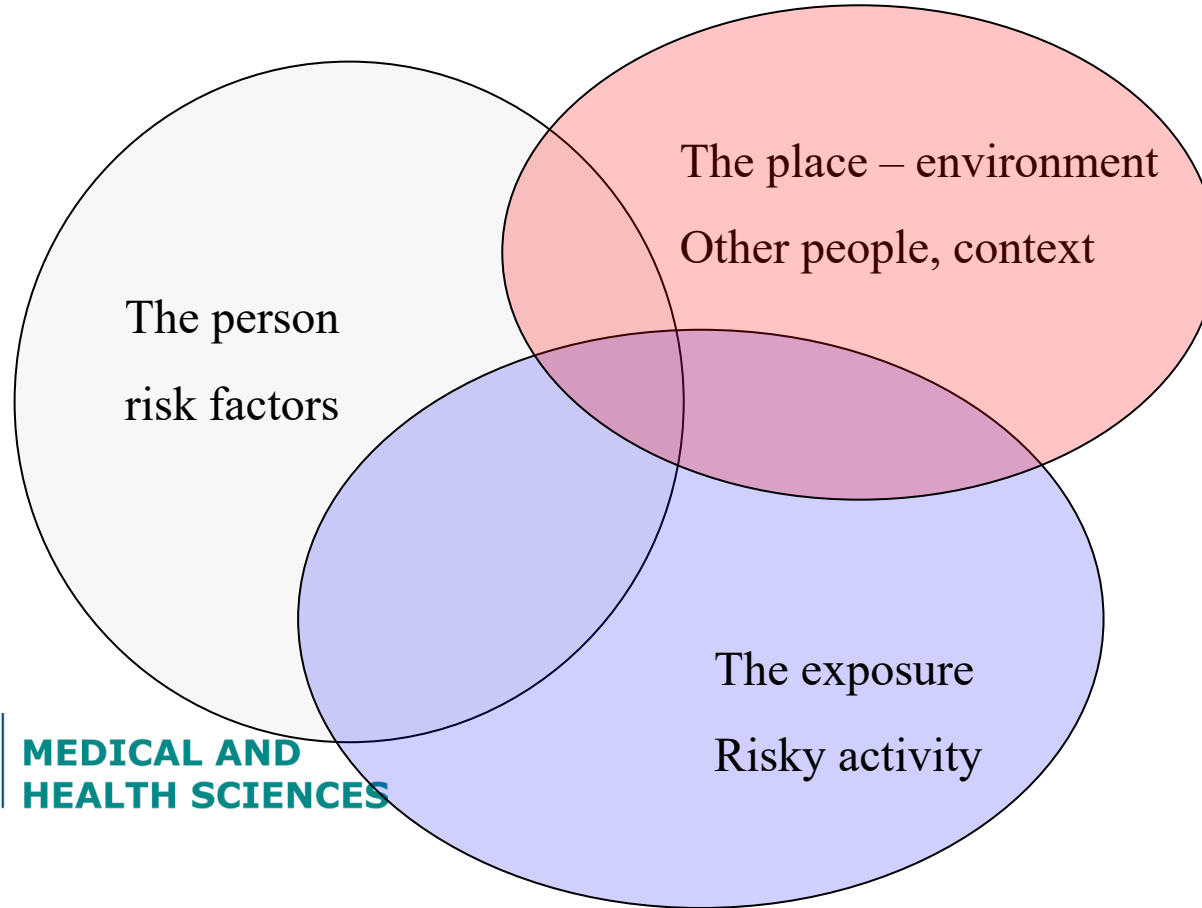 The place – environment
Other people, context
The person
risk factors
The exposure
Risky activity
MEDICAL AND
HEALTH SCIENCES